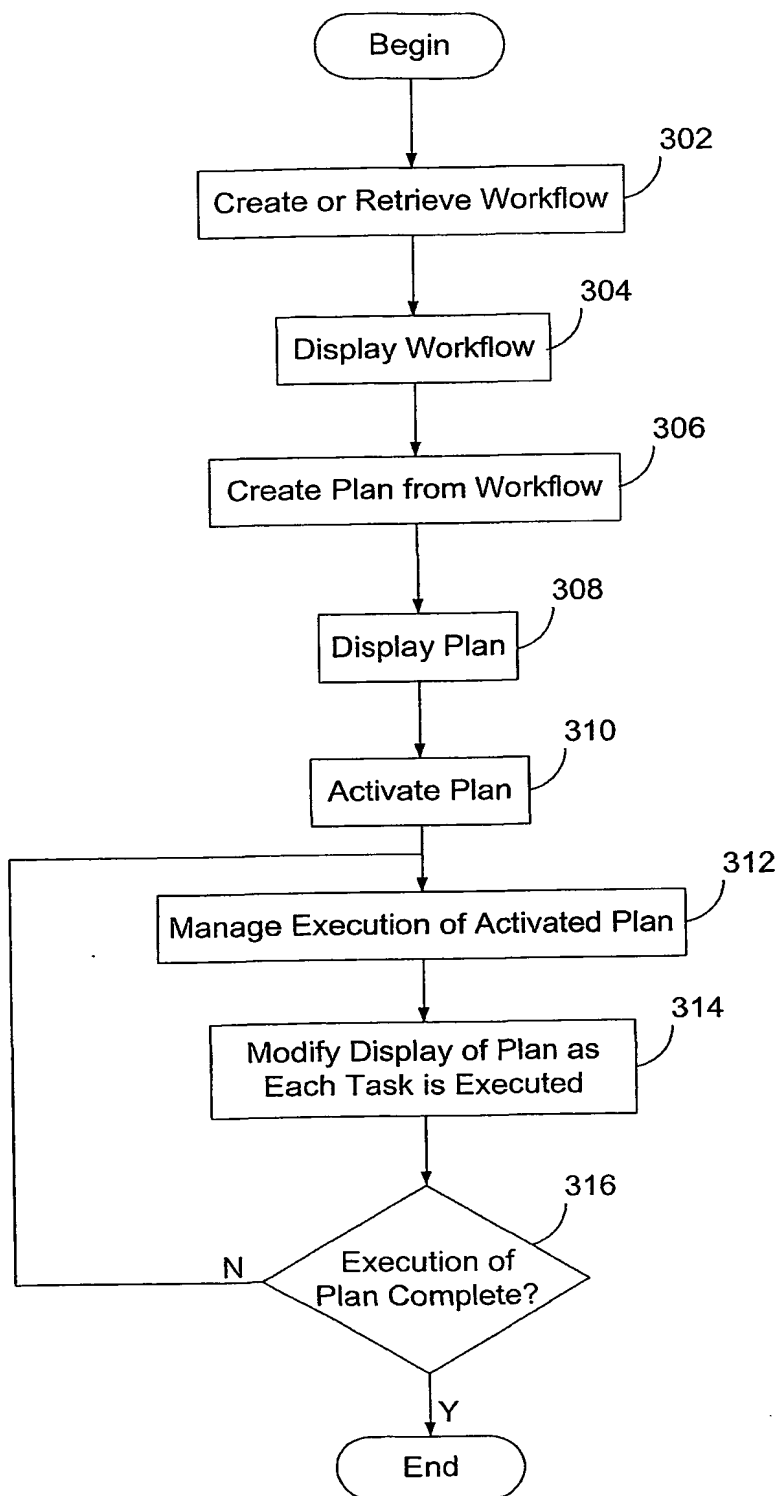 Begin
302
Create or Retrieve Workflow
304
Display Workflow
306
Create Plan from Workflow
308
Display Plan
310
Activate Plan
312
Manage Execution of Activated Plan
314
Modify Display of Plan as
Each Task is Executed
316
Execution of
Plan Complete?
N
Y
End